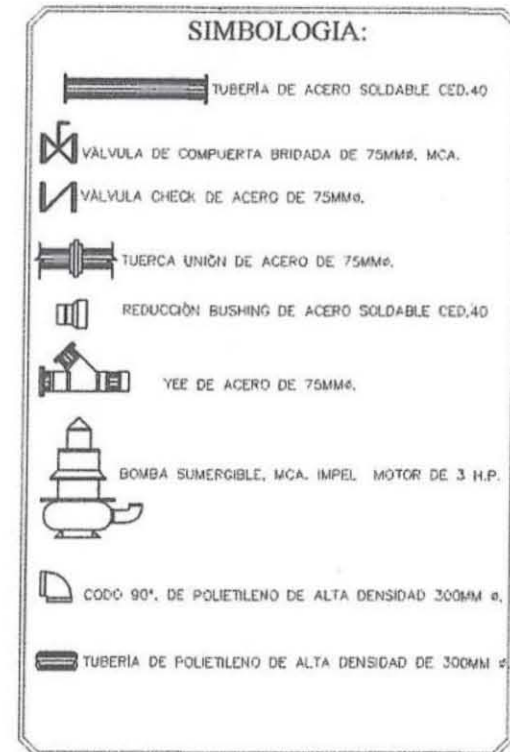 SIMBOLOGIA:
TUBERÍA DE ACERO SOLDABLE CED.40
VÁLVULA DE COMPUERTA BRIDADA DE 75MMø, MCA.
VÁLVULA CHECK DE ACERO DE 75MMø.
TUERCA UNIÓN DE ACERO DE 75MMø.
REDUCCIÓN BUSHING DE ACERO SOLDABLE CED.40
YEE DE ACERO DE 75MMø.
BOMBA SUMERGIBLE, MCA. IMPEL MOTOR DE 3 H.P.
CODO 90°. DE POLIETILENO DE ALTA DENSIDAD 300MM ø.
TUBERÍA DE POLIETILENO DE ALTA DENSIDAD DE 300MM ø.